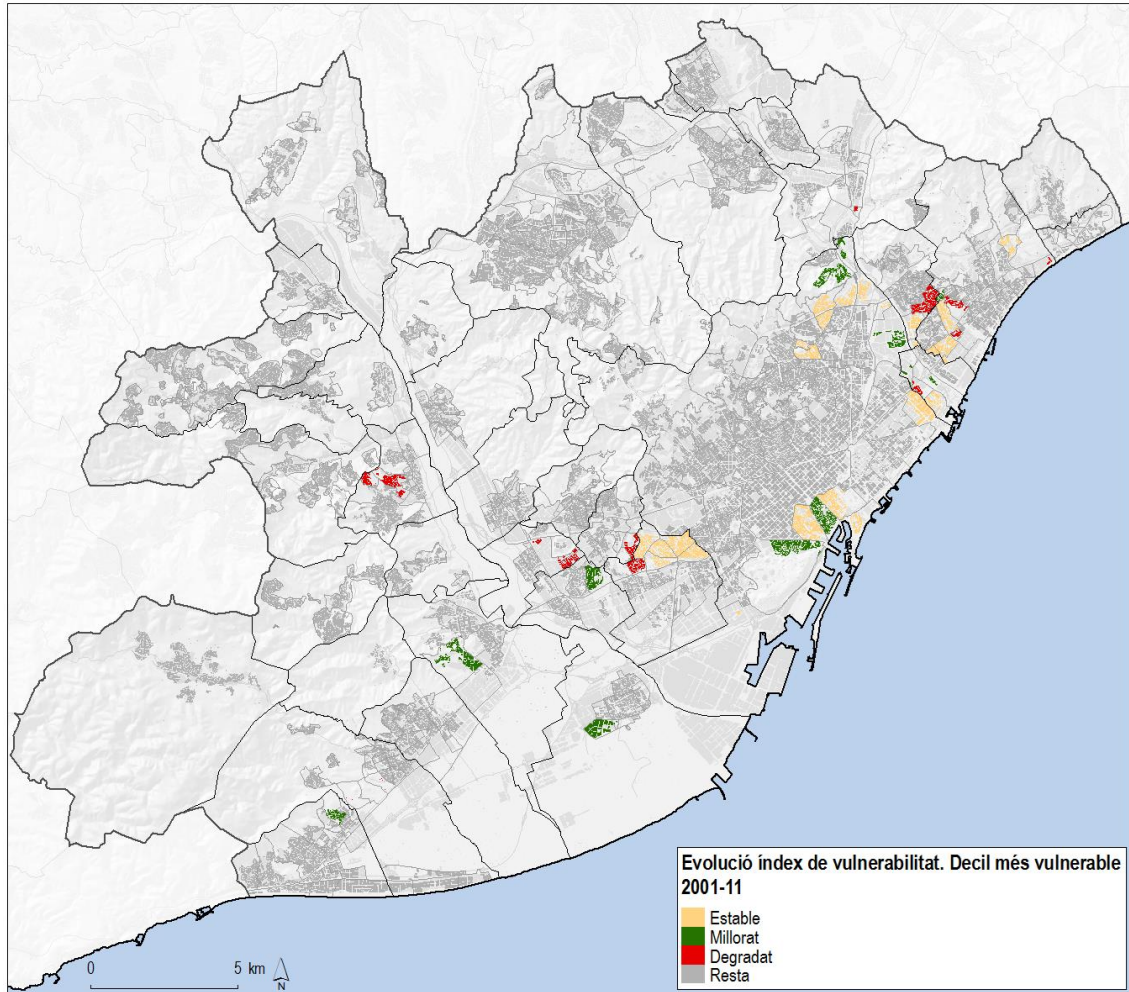 Evolució índex de vulnerabilitat. Decil més vulnerable
2001-11
Estable
Millorat
Degradat
Resta
0 5 km
N